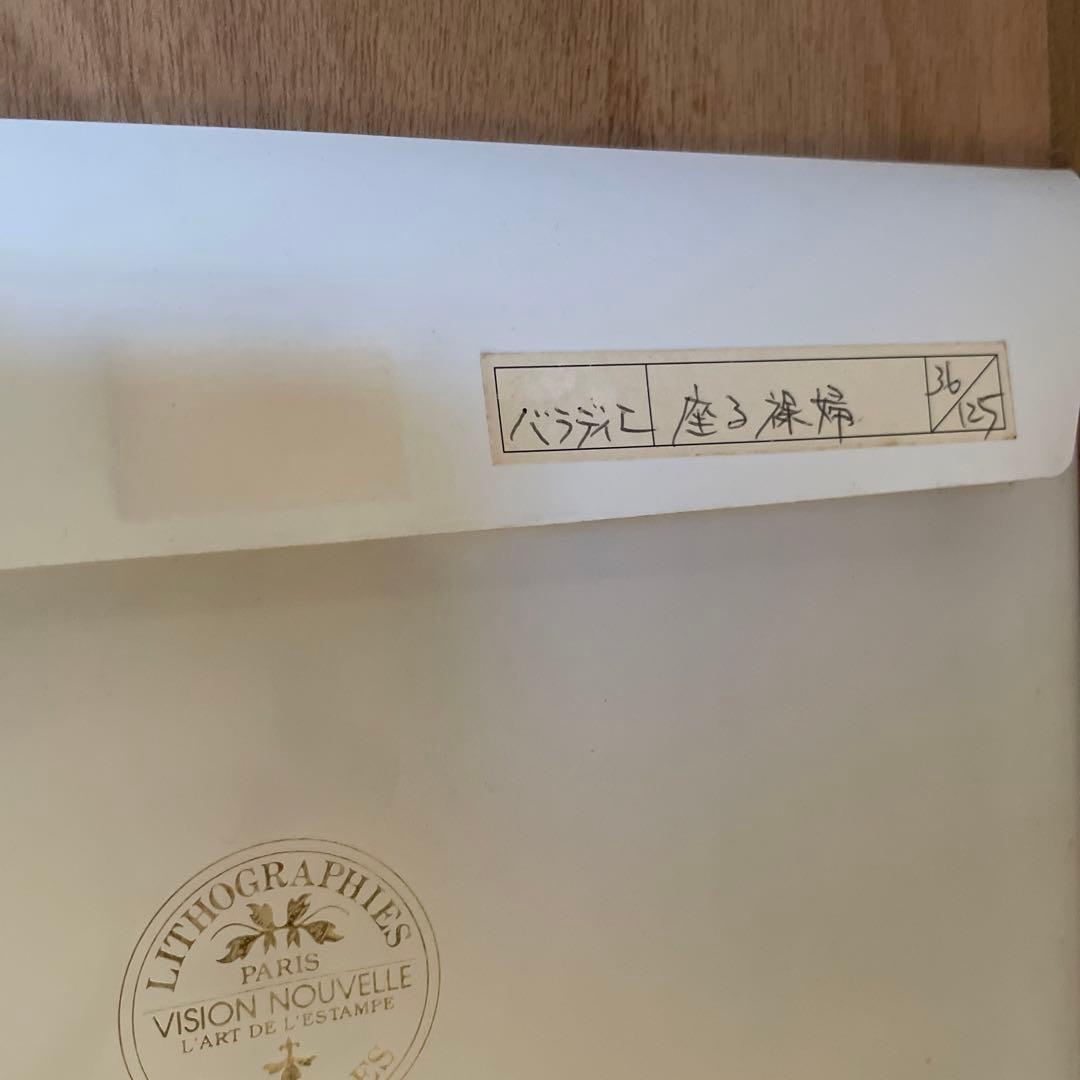 バラディエ 座る裸婦 36/125
LITHOGRAPHIES
PARIS
VISION NOUVELLE
L'ART DE L'ESTAMPE